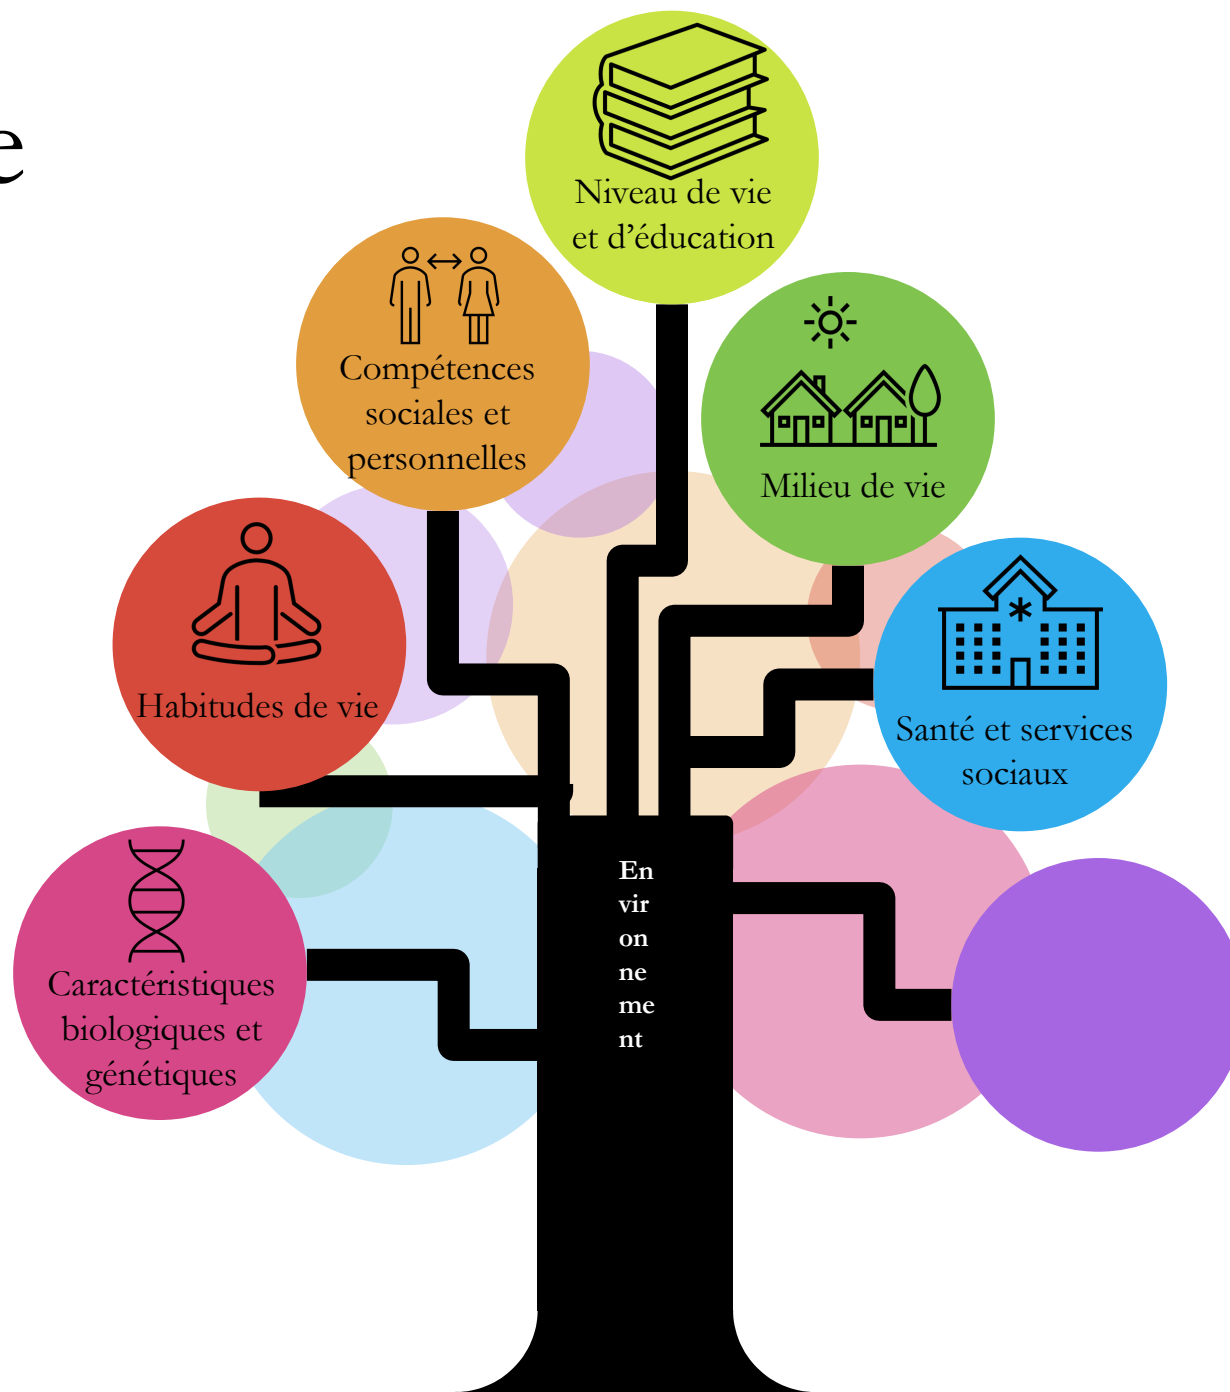 e
Niveau de vie
et d'éducation
Compétences
sociales et
personnelles
Milieu de vie
Habitudes de vie
Santé et services
sociaux
En
vir
on
ne
me
nt
Caractéristiques
biologiques et
génétiques